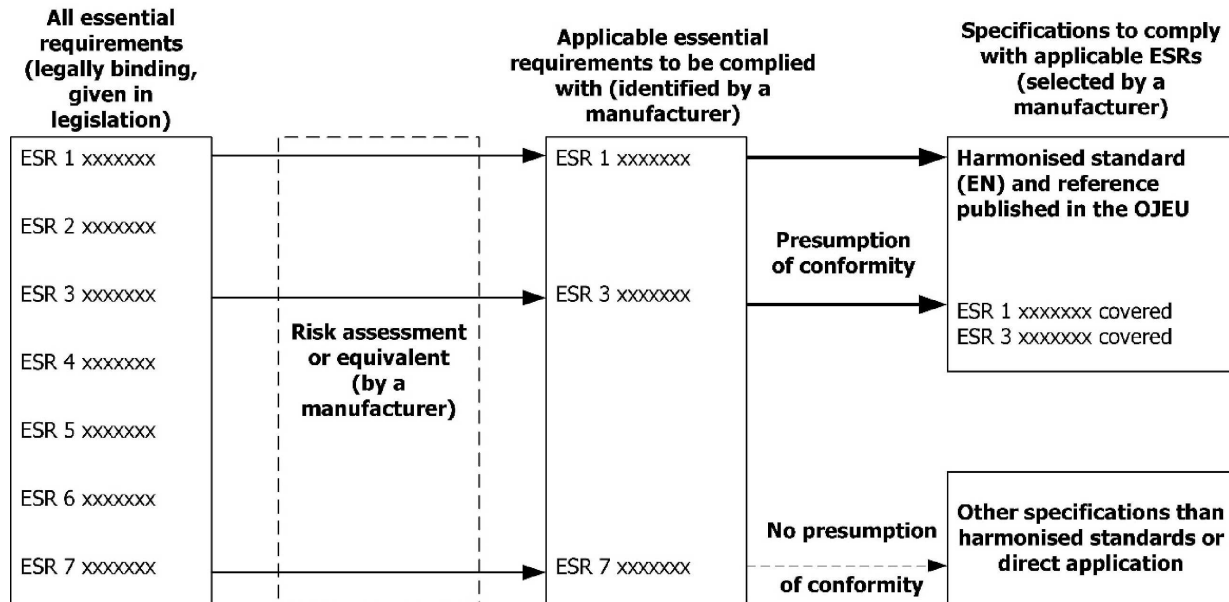 All essential
requirements
(legally binding,
given in
legislation)
Applicable essential
requirements to be complied
with (identified by a
manufacturer)
Specifications to comply
with applicable ESRs
(selected by a
manufacturer)
ESR 1 xxxxxxx
ESR 2 xxxxxxx
ESR 3 xxxxxxx
ESR 4 xxxxxxx
ESR 5 xxxxxxx
ESR 6 xxxxxxx
ESR 7 xxxxxxx
Risk assessment
or equivalent
(by a
manufacturer)
ESR 1 xxxxxxx
ESR 3 xxxxxxx
ESR 7 xxxxxxx
Presumption
of conformity
No presumption
of conformity
Harmonised standard
(EN) and reference
published in the OJEU
ESR 1 xxxxxxx covered
ESR 3 xxxxxxx covered
Other specifications than
harmonised standards or
direct application